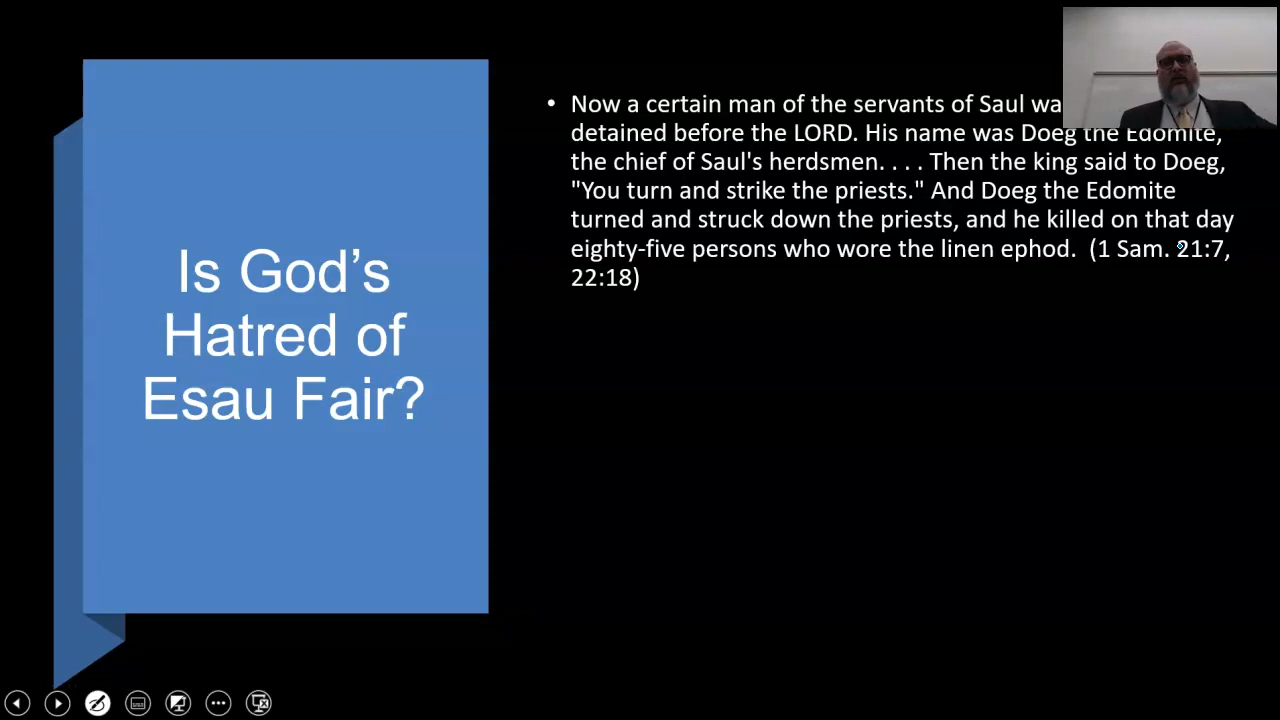 Is God’s
Hatred of
Esau Fair?
• Now a certain man of the servants of Saul
detained before the LORD. His name was Doeg the Edomite,
the chief of Saul's herdsmen. . . . Then the king said to Doeg,
"You turn and strike the priests." And Doeg the Edomite
turned and struck down the priests, and he killed on that day
eighty-five persons who wore the linen ephod. (1 Sam. 21:7,
22:18)